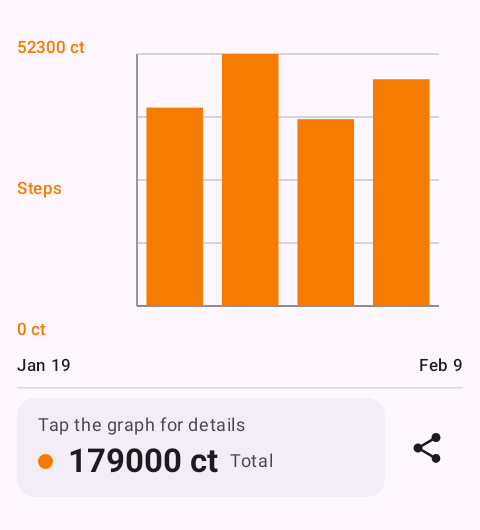 52300 ct
Steps
0 ct
Jan 19 Feb 9
Tap the graph for details
179000 ct Total